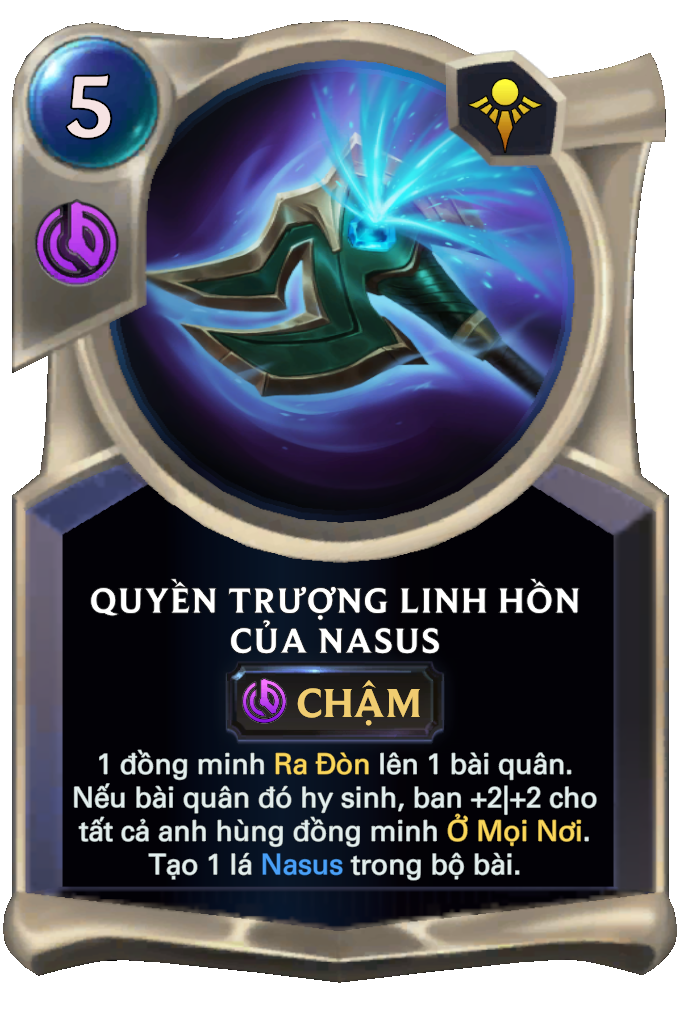 5
QUYỀN TRƯỢNG LINH HỒN
CỦA NASUS
CHẬM
1 đồng minh Ra Đòn lên 1 bài quân.
Nếu bài quân đó hy sinh, ban +2|+2 cho
tất cả anh hùng đồng minh Ở Mọi Nơi.
Tạo 1 lá Nasus trong bộ bài.